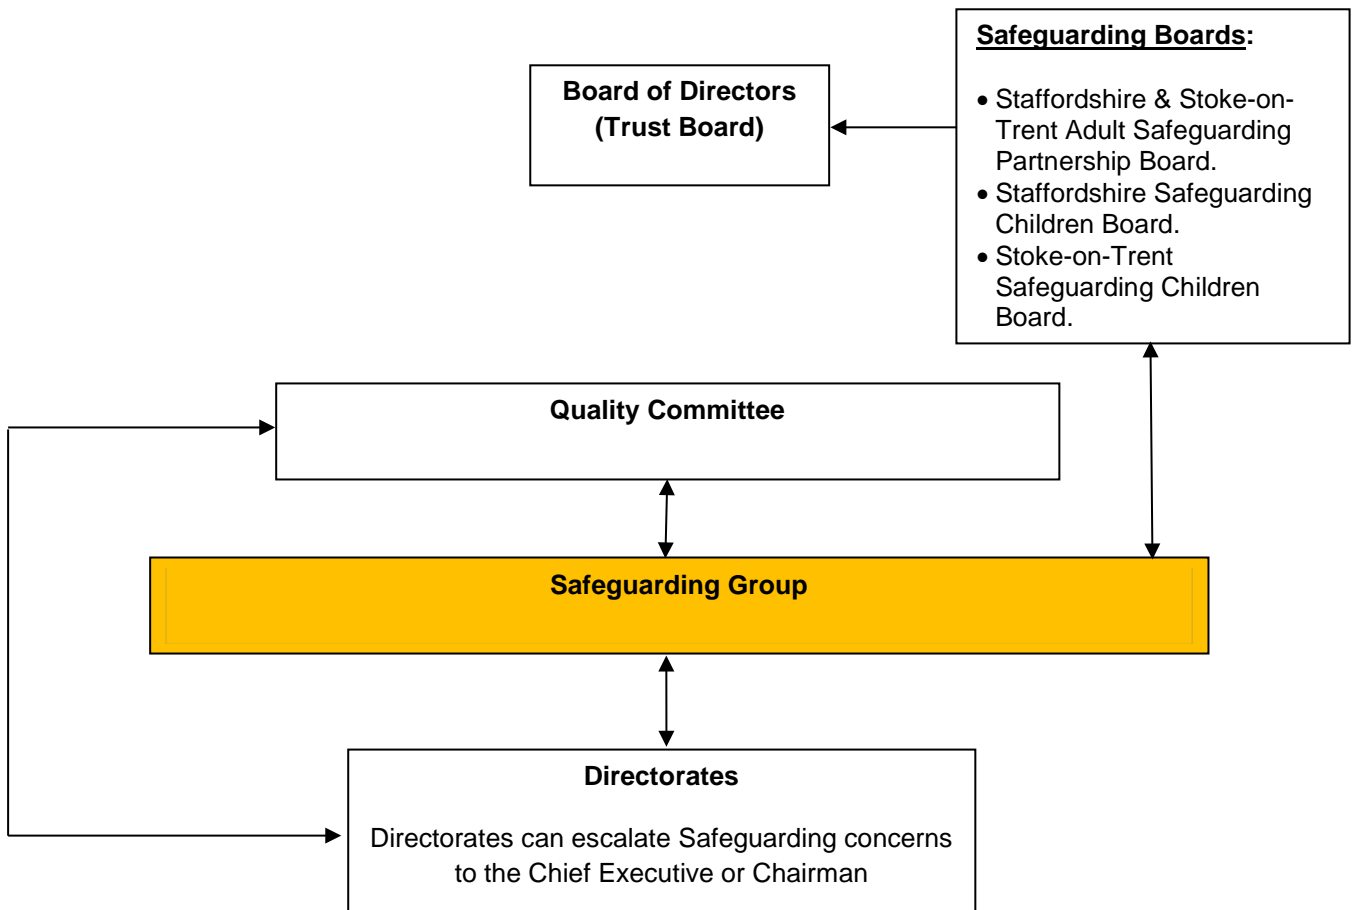 Safeguarding Boards:
• Staffordshire & Stoke-on-
Trent Adult Safeguarding
Partnership Board.
• Staffordshire Safeguarding
Children Board.
• Stoke-on-Trent
Safeguarding Children
Board.
Board of Directors
(Trust Board)
Quality Committee
Safeguarding Group
Directorates
Directorates can escalate Safeguarding concerns
to the Chief Executive or Chairman